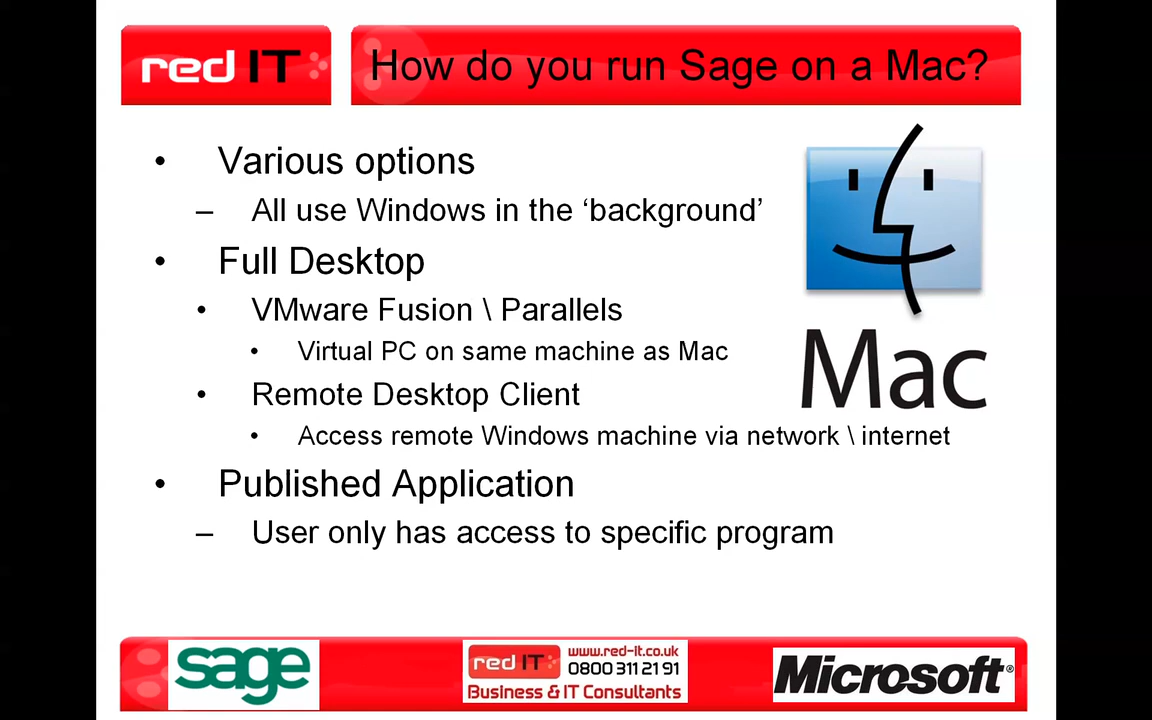 red IT
How do you run Sage on a Mac?
• Various options
– All use Windows in the ‘background’
• Full Desktop
• VMware Fusion \ Parallels
• Virtual PC on same machine as Mac
• Remote Desktop Client
• Access remote Windows machine via network \ internet
• Published Application
– User only has access to specific program
Mac
sage
red IT
www.red-it.co.uk
0800 311 21 91
Business & IT Consultants
Microsoft®